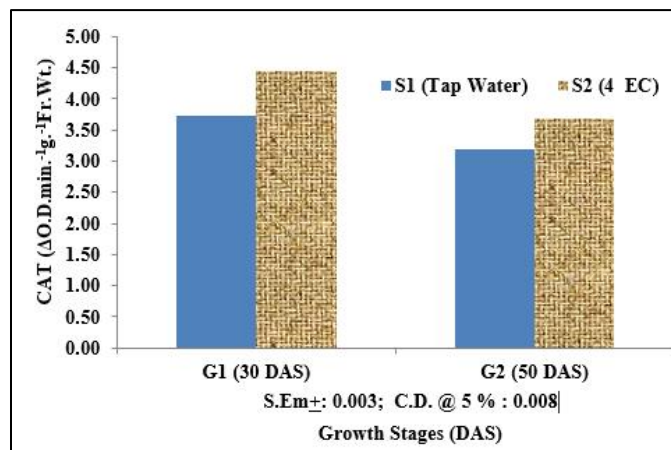 5.00
4.50
4.00
3.50
3.00
2.50
2.00
1.50
1.00
0.50
0.00
CAT (ΔO.D.min.-¹g.-¹Fr.Wt.)
S1 (Tap Water)
S2 (4 EC)
G1 (30 DAS)
G2 (50 DAS)
S.Em+: 0.003; C.D. @ 5 % : 0.008
Growth Stages (DAS)